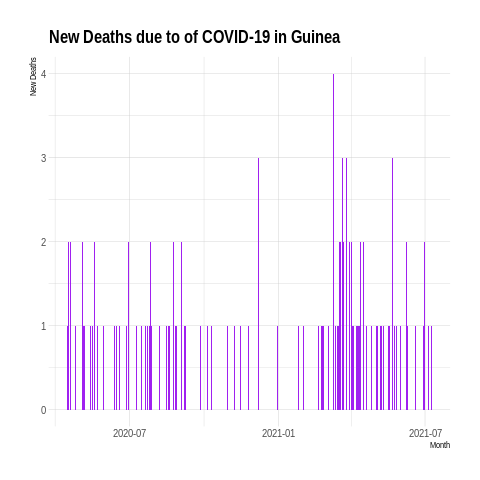 New Deaths due to of COVID-19 in Guinea
New Deaths
4
3
2
1
0
2020-07
2021-01
2021-07
Month